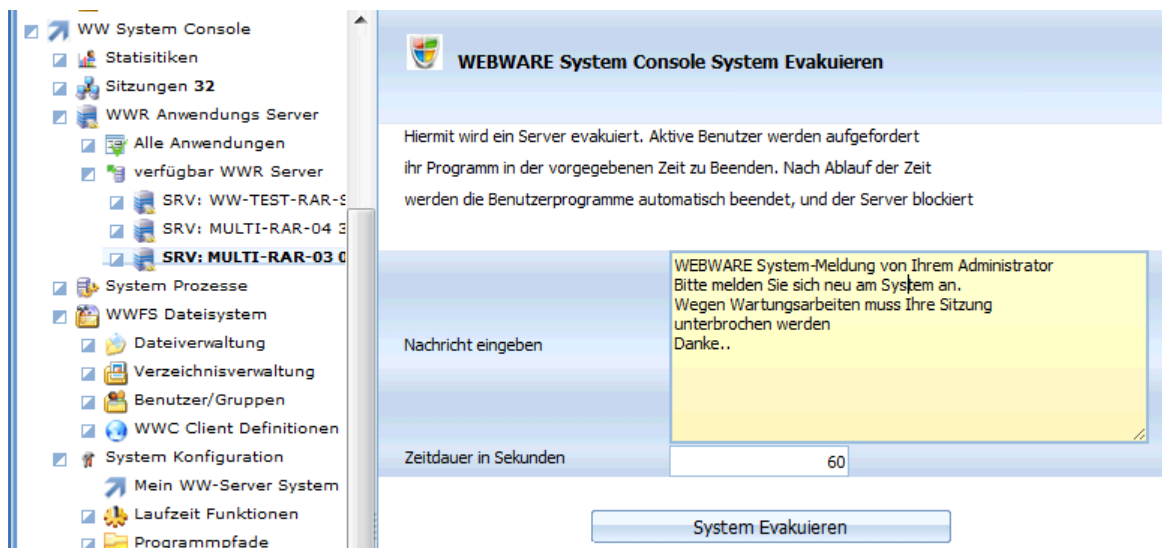 WW System Console
Statisitiken
Sitzungen 32
WWR Anwendungs Server
Alle Anwendungen
verfügbar WWR Server
SRV: WW-TEST-RAR-S
SRV: MULTI-RAR-04 3
SRV: MULTI-RAR-03 0
System Prozesse
WWFS Dateisystem
Dateiverwaltung
Verzeichnisverwaltung
Benutzer/Gruppen
WWC Client Definitionen
System Konfiguration
Mein WW-Server System
Laufzeit Funktionen
Programmpfade
WEBWARE System Console System Evakuieren
Hiermit wird ein Server evakuiert. Aktive Benutzer werden aufgefordert
ihr Programm in der vorgegebenen Zeit zu Beenden. Nach Ablauf der Zeit
werden die Benutzerprogramme automatisch beendet, und der Server blockiert
Nachricht eingeben
WEBWARE System-Meldung von Ihrem Administrator
Bitte melden Sie sich neu am System an.
Wegen Wartungsarbeiten muss Ihre Sitzung
unterbrochen werden
Danke..
Zeitdauer in Sekunden
60
System Evakuieren